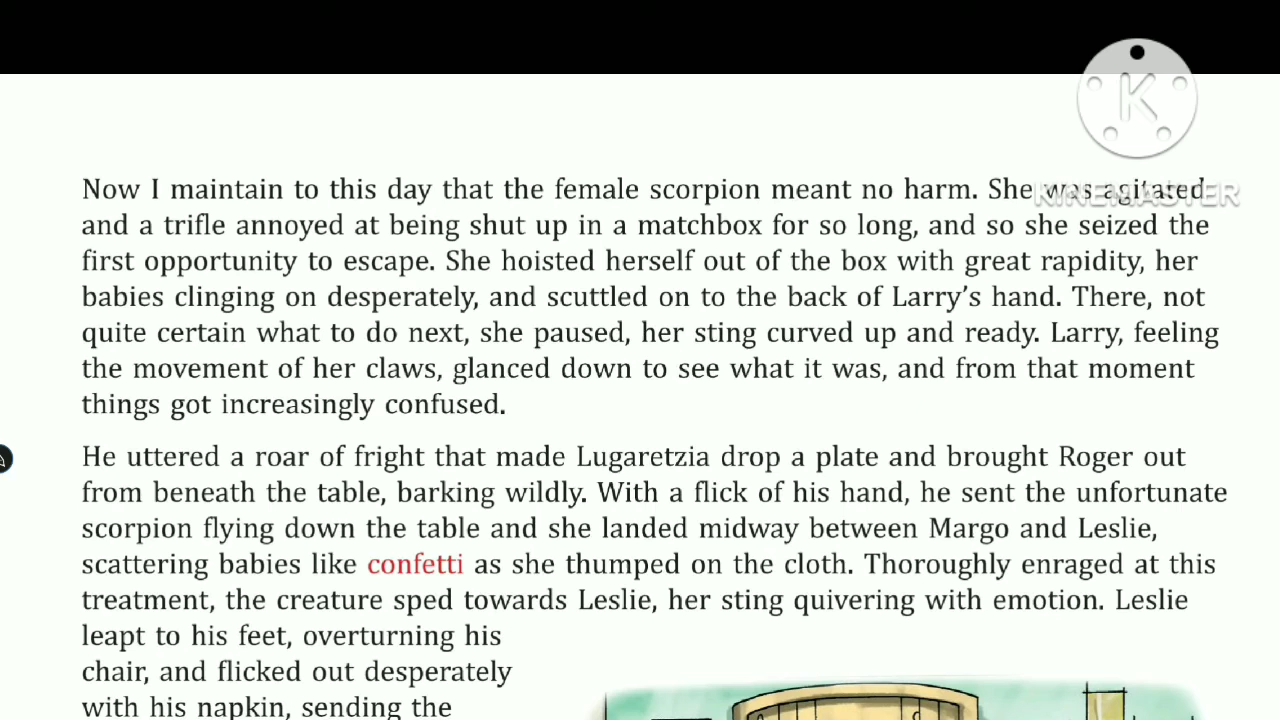 Now I maintain to this day that the female scorpion meant no harm. She was agitated
and a trifle annoyed at being shut up in a matchbox for so long, and so she seized the
first opportunity to escape. She hoisted herself out of the box with great rapidity, her
babies clinging on desperately, and scuttled on to the back of Larry’s hand. There, not
quite certain what to do next, she paused, her sting curved up and ready. Larry, feeling
the movement of her claws, glanced down to see what it was, and from that moment
things got increasingly confused.
He uttered a roar of fright that made Lugaretzia drop a plate and brought Roger out
from beneath the table, barking wildly. With a flick of his hand, he sent the unfortunate
scorpion flying down the table and she landed midway between Margo and Leslie,
scattering babies like confetti as she thumped on the cloth. Thoroughly enraged at this
treatment, the creature sped towards Leslie, her sting quivering with emotion. Leslie
leapt to his feet, overturning his
chair, and flicked out desperately
with his napkin, sending the
K
KINEMASTER